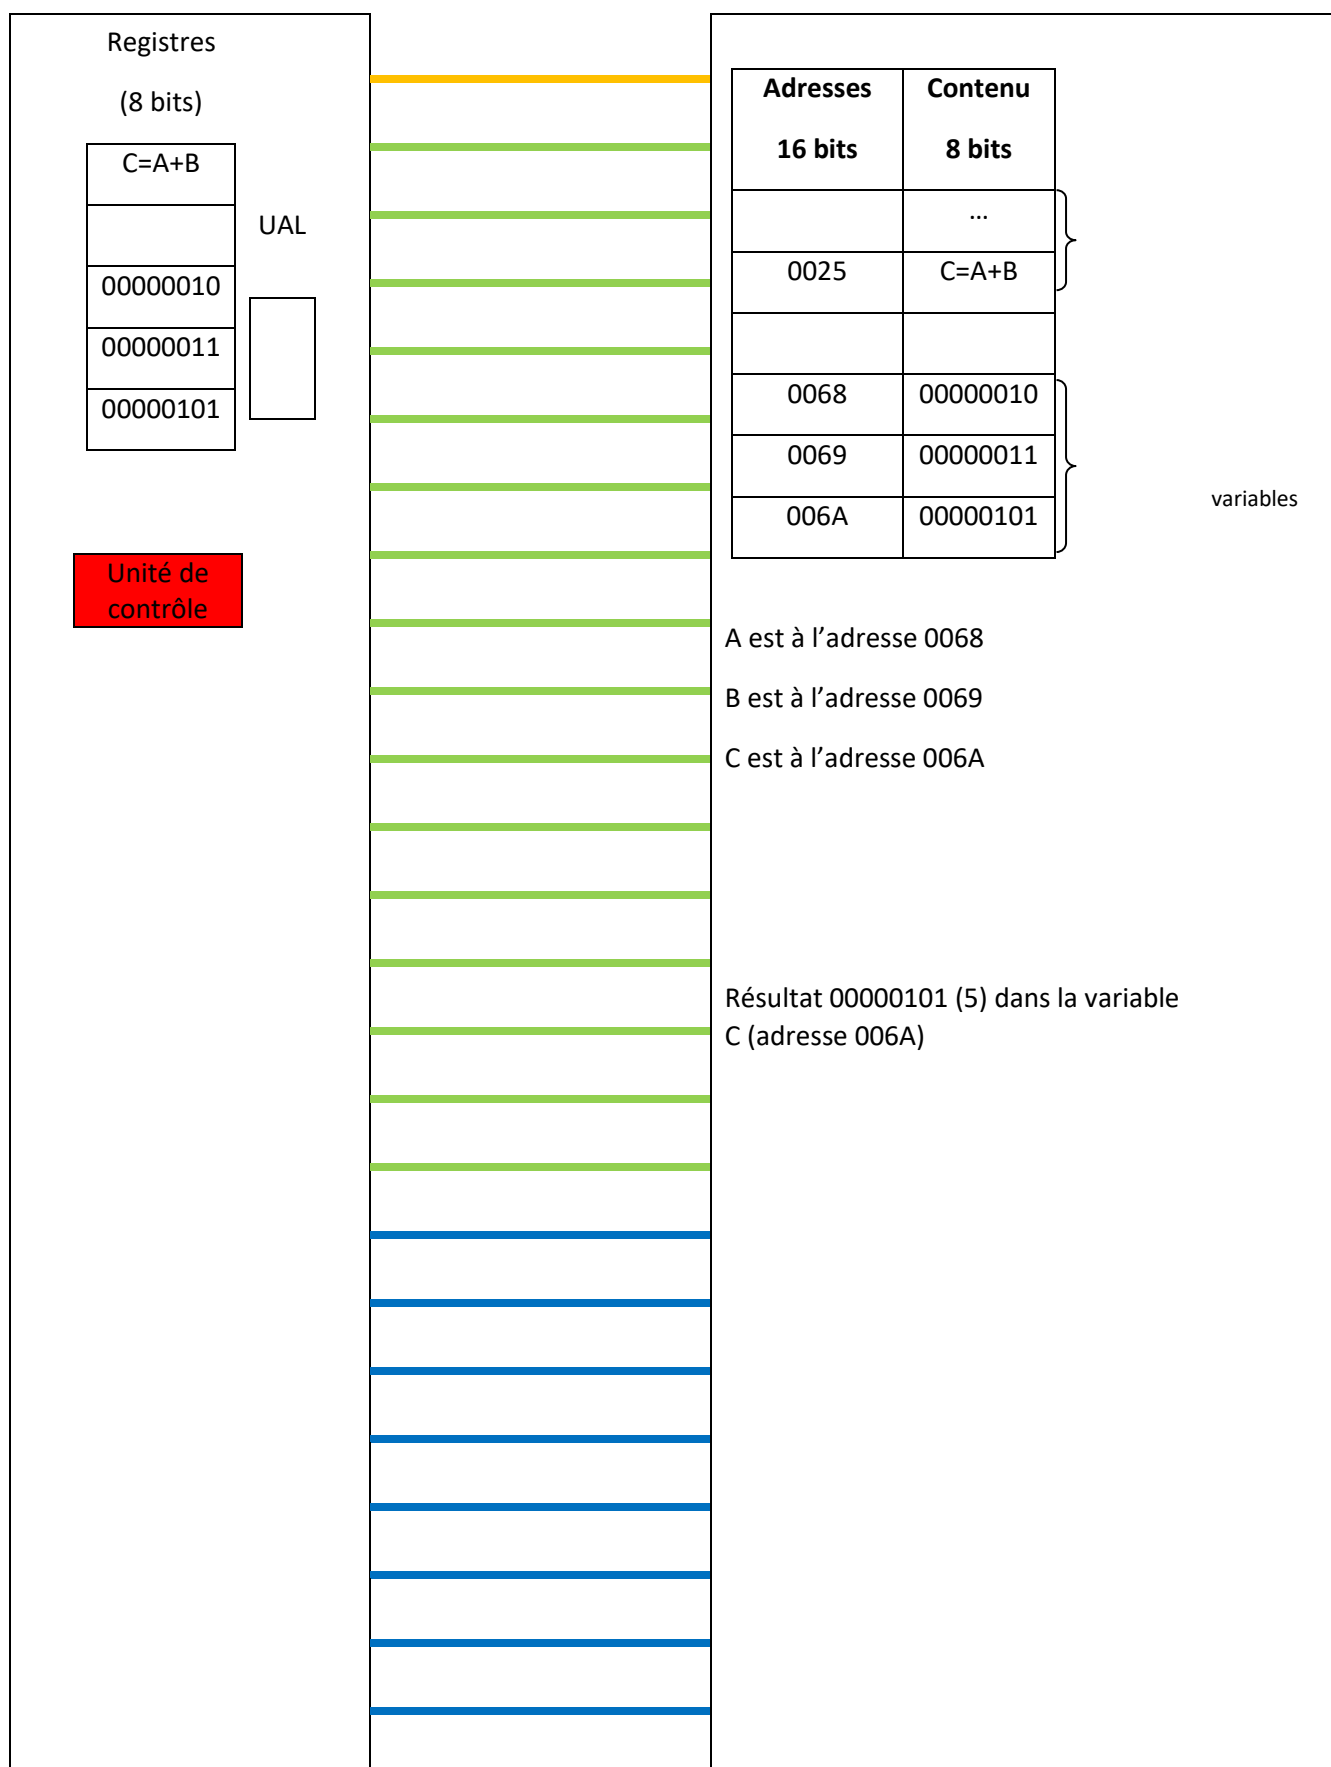 Registres
(8 bits)
C=A+B
UAL
00000010
00000011
00000101
Unité de
contrôle
Adresses Contenu
16 bits 8 bits
...
0025 C=A+B
0068 00000010
0069 00000011
006A 00000101
variables
A est à l’adresse 0068
B est à l’adresse 0069
C est à l’adresse 006A
Résultat 00000101 (5) dans la variable
C (adresse 006A)